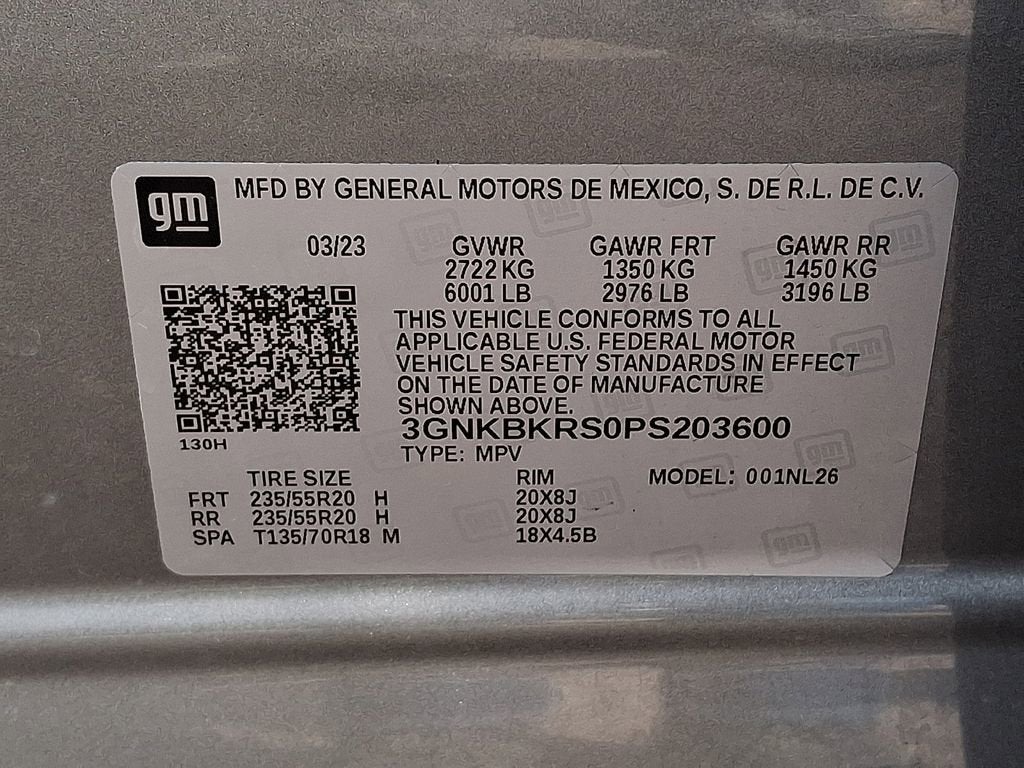 gm MFD BY GENERAL MOTORS DE MEXICO, S. DE R.L. DE C.V.
03/23 GVWR GAWR FRT GAWR RR
2722 KG 1350 KG 1450 KG
6001 LB 2976 LB 3196 LB
THIS VEHICLE CONFORMS TO ALL
APPLICABLE U.S. FEDERAL MOTOR
VEHICLE SAFETY STANDARDS IN EFFECT
ON THE DATE OF MANUFACTURE
SHOWN ABOVE.
3GNKBKRS0PS203600
130H
TYPE: MPV
TIRE SIZE RIM MODEL: 001NL26
FRT 235/55R20 H 20X8J
RR 235/55R20 H 20X8J
SPA T135/70R18 M 18X4.5B